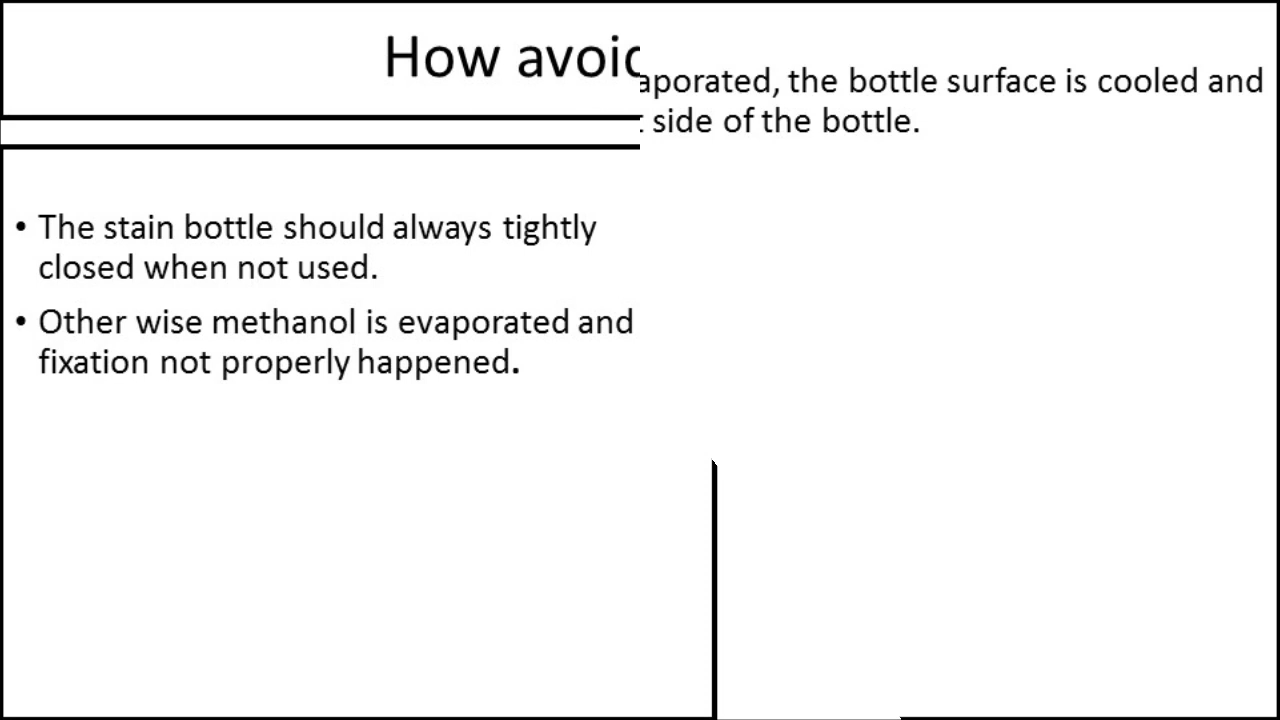 How avoid
aporated, the bottle surface is cooled and
side of the bottle.
• The stain bottle should always tightly
closed when not used.
• Other wise methanol is evaporated and
fixation not properly happened.